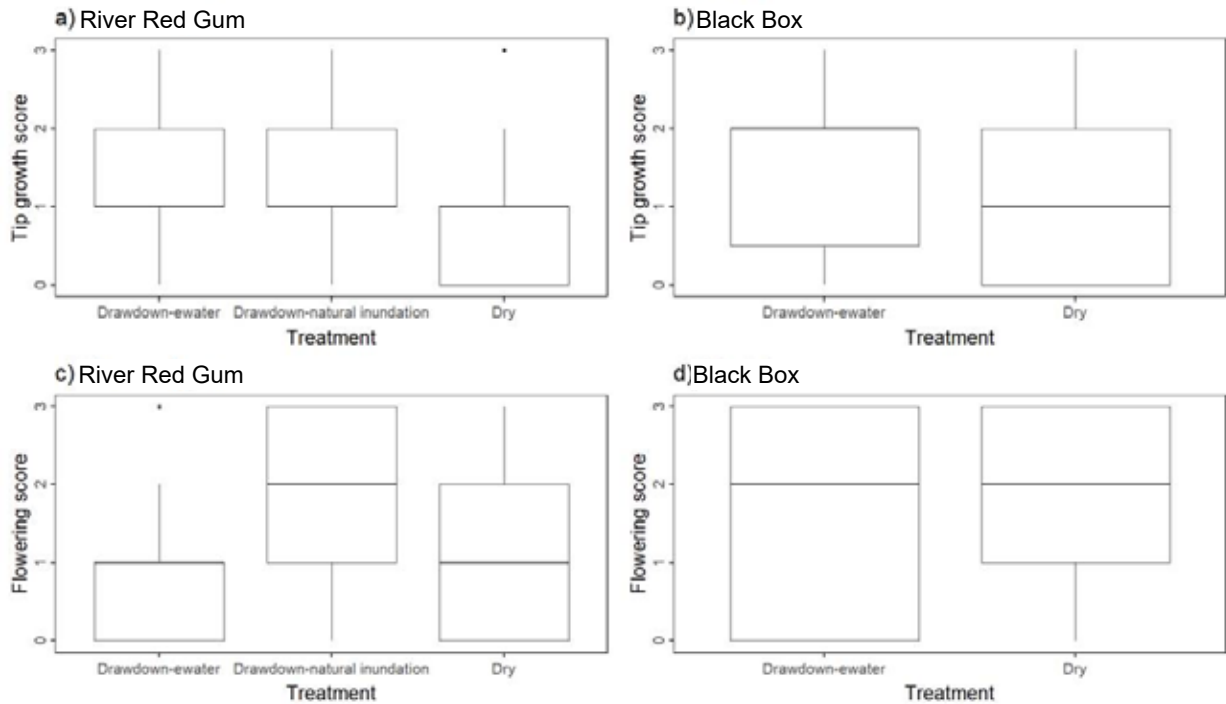 a) River Red Gum
3
2
1
0
Tip growth score
Drawdown-ewater Drawdown-natural inundation Dry
Treatment
b) Black Box
3
2
1
0
Tip growth score
Drawdown-ewater Dry
Treatment
c) River Red Gum
3
2
1
0
Flowering score
Drawdown-ewater Drawdown-natural inundation Dry
Treatment
d) Black Box
3
2
1
0
Flowering score
Drawdown-ewater Dry
Treatment